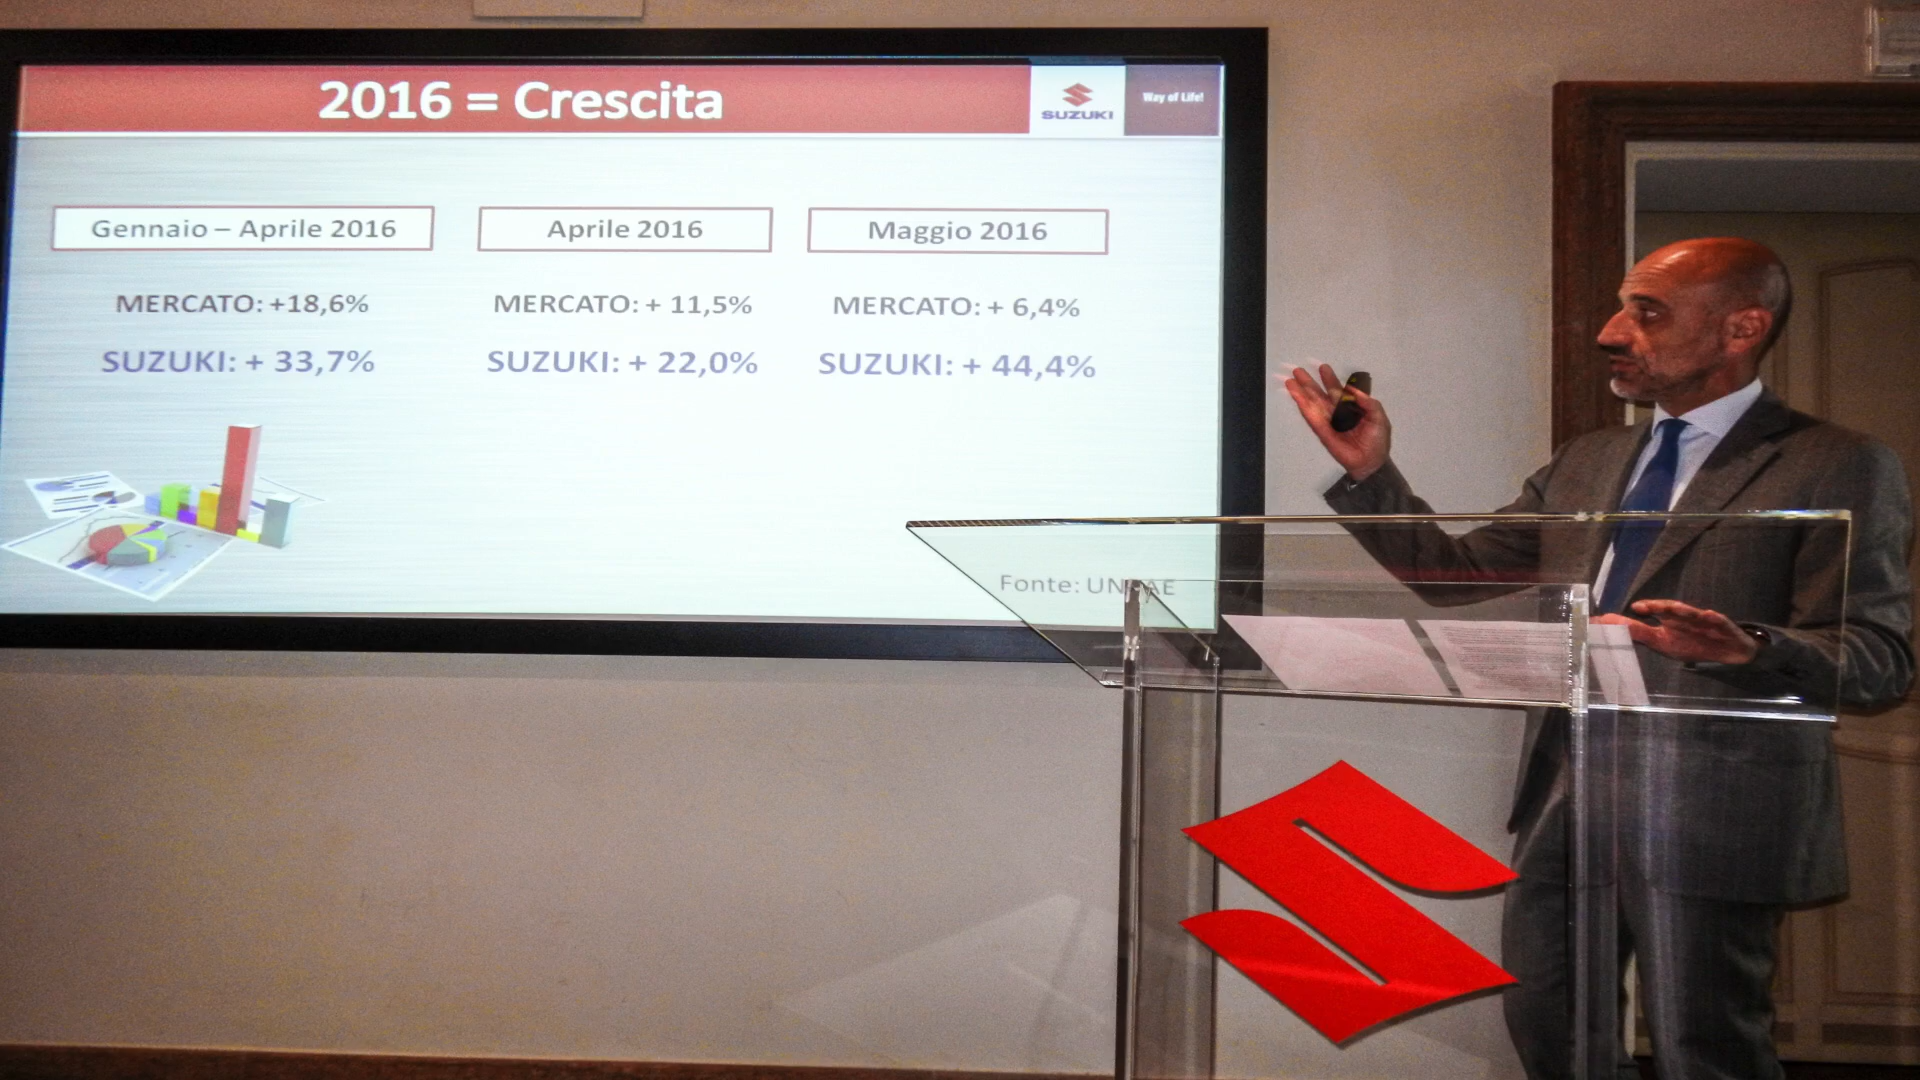 2016 = Crescita
SUZUKI
Way of Life!
Gennaio – Aprile 2016
MERCATO: +18,6%
SUZUKI: + 33,7%
Aprile 2016
MERCATO: + 11,5%
SUZUKI: + 22,0%
Maggio 2016
MERCATO: + 6,4%
SUZUKI: + 44,4%
Fonte: